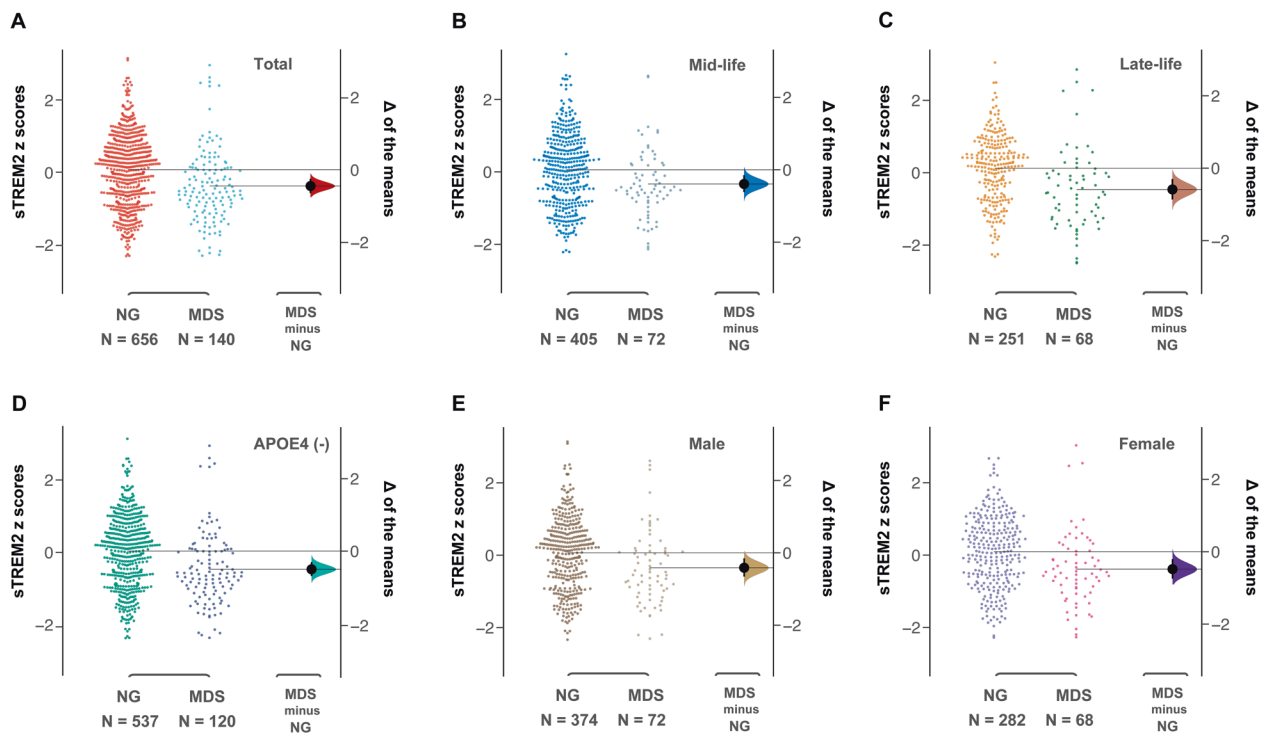 A
sTREM2 z scores
2
0
−2
Total
2
0
−2
Δ of the means
NG
N = 656
MDS
N = 140
MDS
minus
NG
B
sTREM2 z scores
2
0
−2
Mid-life
2
0
−2
Δ of the means
NG
N = 405
MDS
N = 72
MDS
minus
NG
C
sTREM2 z scores
2
0
−2
Late-life
2
0
−2
Δ of the means
NG
N = 251
MDS
N = 68
MDS
minus
NG
D
sTREM2 z scores
2
0
−2
APOE4 (-)
2
0
−2
Δ of the means
NG
N = 537
MDS
N = 120
MDS
minus
NG
E
sTREM2 z scores
2
0
−2
Male
2
0
−2
Δ of the means
NG
N = 374
MDS
N = 72
MDS
minus
NG
F
sTREM2 z scores
2
0
−2
Female
2
0
−2
Δ of the means
NG
N = 282
MDS
N = 68
MDS
minus
NG